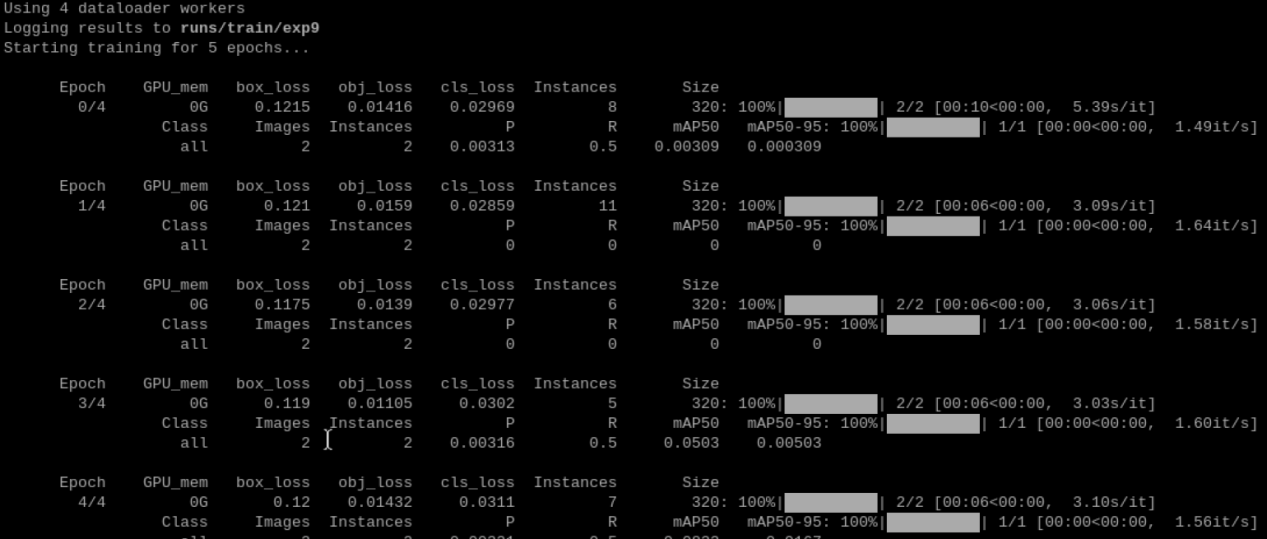 Using 4 dataloader workers
Logging results to runs/train/exp9
Starting training for 5 epochs...
Epoch GPU_mem box_loss obj_loss cls_loss Instances Size
0/4 0G 0.1215 0.01416 0.02969 8 320: 100%|██████████| 2/2 [00:10<00:00, 5.39s/it]
Class Images Instances P R mAP50 mAP50-95: 100%|██████████| 1/1 [00:00<00:00, 1.49it/s]
all 2 2 0.00313 0.5 0.00309 0.000309
Epoch GPU_mem box_loss obj_loss cls_loss Instances Size
1/4 0G 0.121 0.0159 0.02859 11 320: 100%|██████████| 2/2 [00:06<00:00, 3.09s/it]
Class Images Instances P R mAP50 mAP50-95: 100%|██████████| 1/1 [00:00<00:00, 1.64it/s]
all 2 2 0 0 0 0
Epoch GPU_mem box_loss obj_loss cls_loss Instances Size
2/4 0G 0.1175 0.0139 0.02977 6 320: 100%|██████████| 2/2 [00:06<00:00, 3.06s/it]
Class Images Instances P R mAP50 mAP50-95: 100%|██████████| 1/1 [00:00<00:00, 1.58it/s]
all 2 2 0 0 0 0
Epoch GPU_mem box_loss obj_loss cls_loss Instances Size
3/4 0G 0.119 0.01105 0.0302 5 320: 100%|██████████| 2/2 [00:06<00:00, 3.03s/it]
Class Images Instances P R mAP50 mAP50-95: 100%|██████████| 1/1 [00:00<00:00, 1.60it/s]
all 2 2 0.00316 0.5 0.0503 0.00503
Epoch GPU_mem box_loss obj_loss cls_loss Instances Size
4/4 0G 0.12 0.01432 0.0311 7 320: 100%|██████████| 2/2 [00:06<00:00, 3.10s/it]
Class Images Instances P R mAP50 mAP50-95: 100%|██████████| 1/1 [00:00<00:00, 1.56it/s]